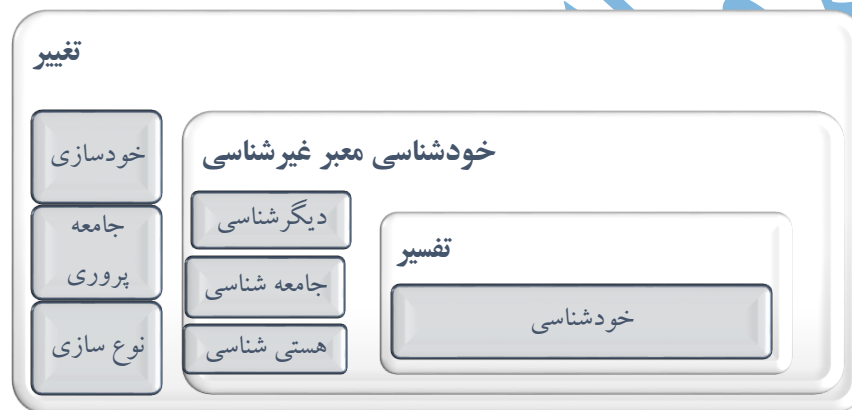 تغییر
خودشناسی معبر غیرشناسی
تفسیر
خودشناسی
دیگرشناسی
جامعه شناسی
هستی شناسی
خودسازی
جامعه
پروری
نوع سازی